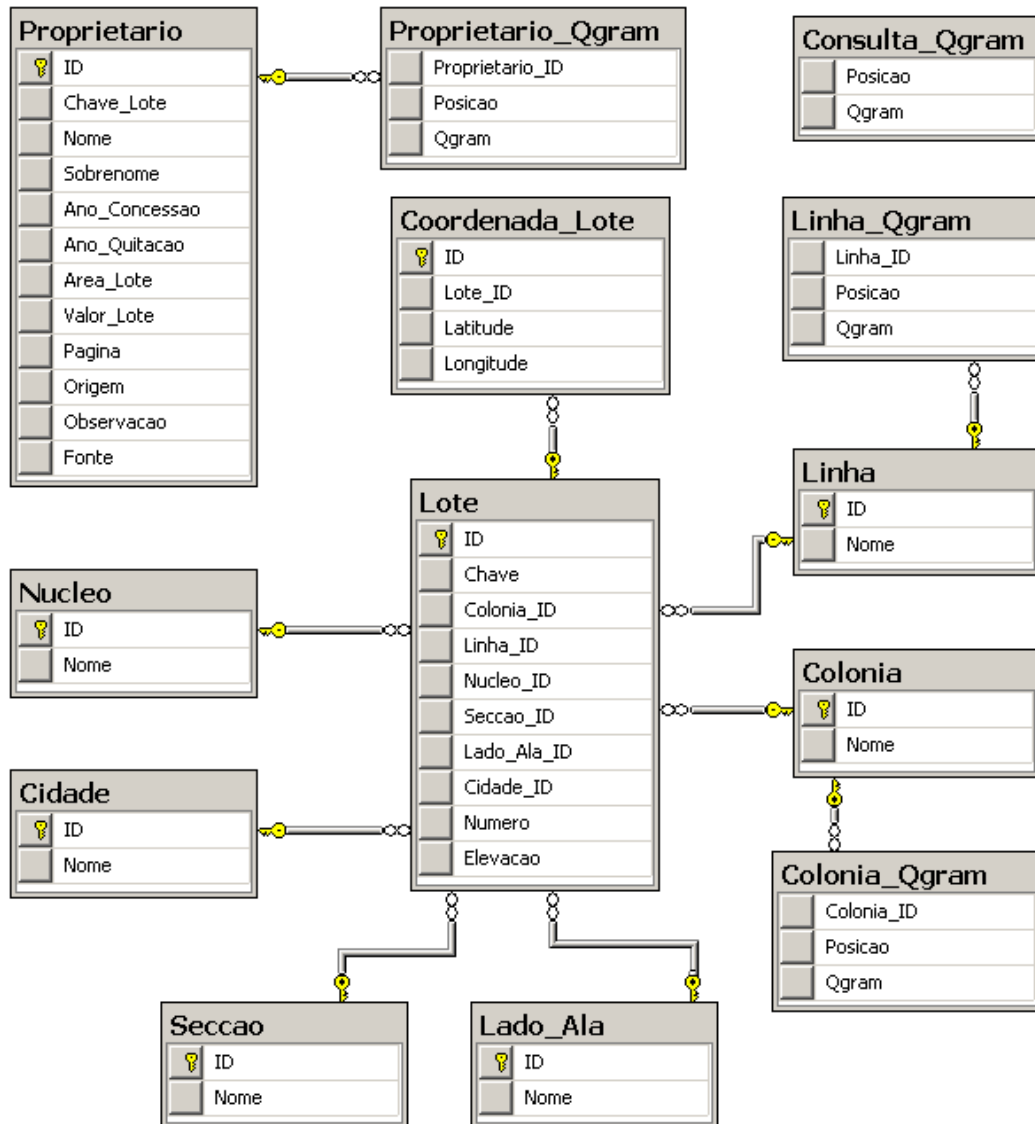 Proprietario
ID
Chave_Lote
Nome
Sobrenome
Ano_Concessao
Ano_Quitacao
Area_Lote
Valor_Lote
Pagina
Origem
Observacao
Fonte
Proprietario_Qgram
Proprietario_ID
Posicao
Qgram
Consulta_Qgram
Posicao
Qgram
Coordenada_Lote
ID
Lote_ID
Latitude
Longitude
Linha_Qgram
Linha_ID
Posicao
Qgram
Lote
ID
Chave
Colonia_ID
Linha_ID
Nucleo_ID
Seccao_ID
Lado_Ala_ID
Cidade_ID
Numero
Elevacao
Linha
ID
Nome
Nucleo
ID
Nome
Colonia
ID
Nome
Cidade
ID
Nome
Colonia_Qgram
Colonia_ID
Posicao
Qgram
Seccao
ID
Nome
Lado_Ala
ID
Nome